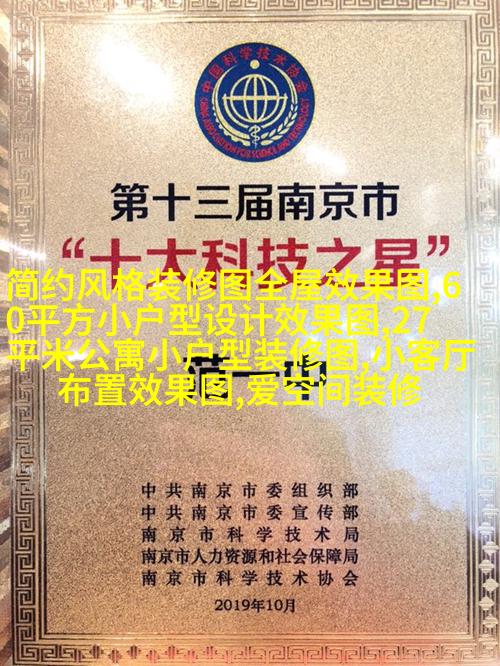 中国科学技术协会
CHINA ASSOCIATION FOR SCIENCE AND TECHNOLOGY
第十三届南京市
“十大科技之星”
简约风格装修图全屋效果图,6
0平方小户型设计效果图,27
平米公寓小户型装修图,小客厅
布置效果图,爱空间装修
中共南京市委组织部
中共南京市委宣传部
南京市科学技术局
南京市人力资源和社会保障局
南京市科学技术协会
2019年10月